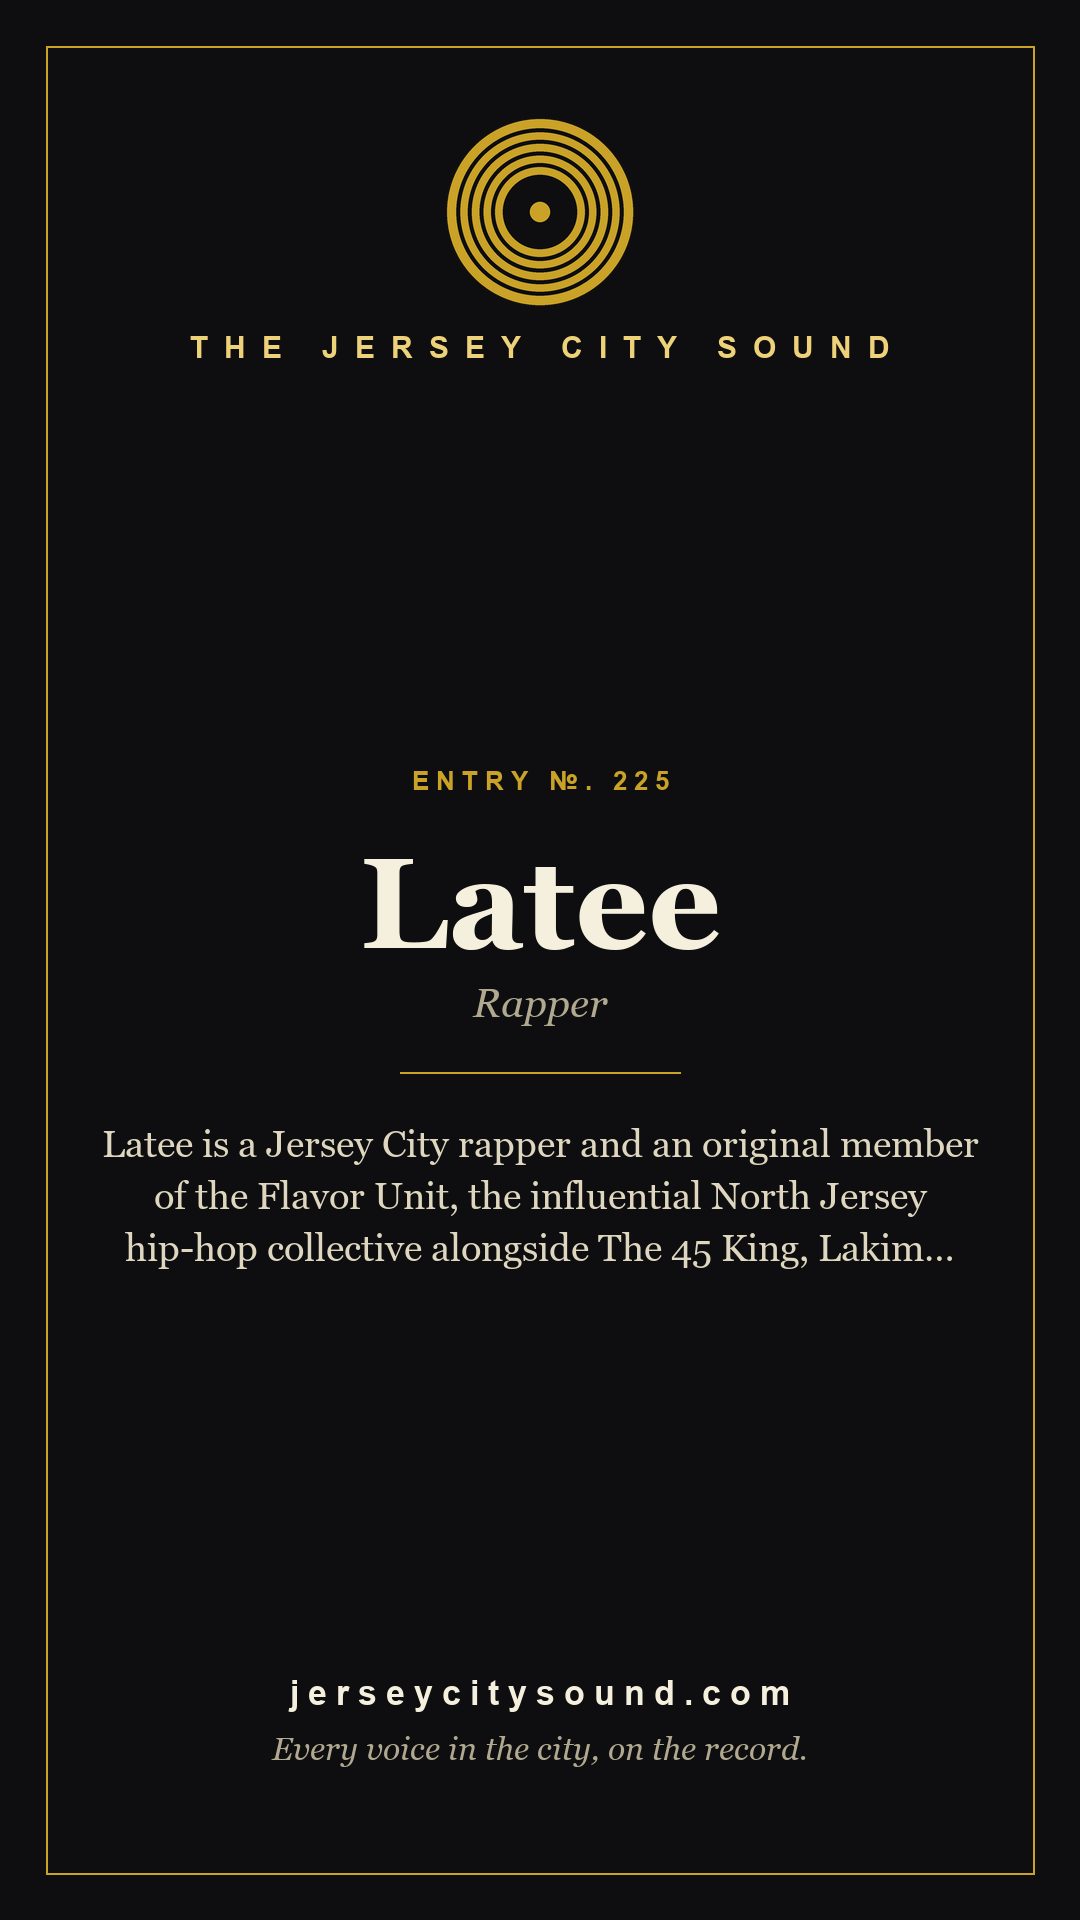 THE JERSEY CITY SOUND
ENTRY №. 225
Latee
Rapper
Latee is a Jersey City rapper and an original member
of the Flavor Unit, the influential North Jersey
hip-hop collective alongside The 45 King, Lakim...
jerseycitysound.com
Every voice in the city, on the record.